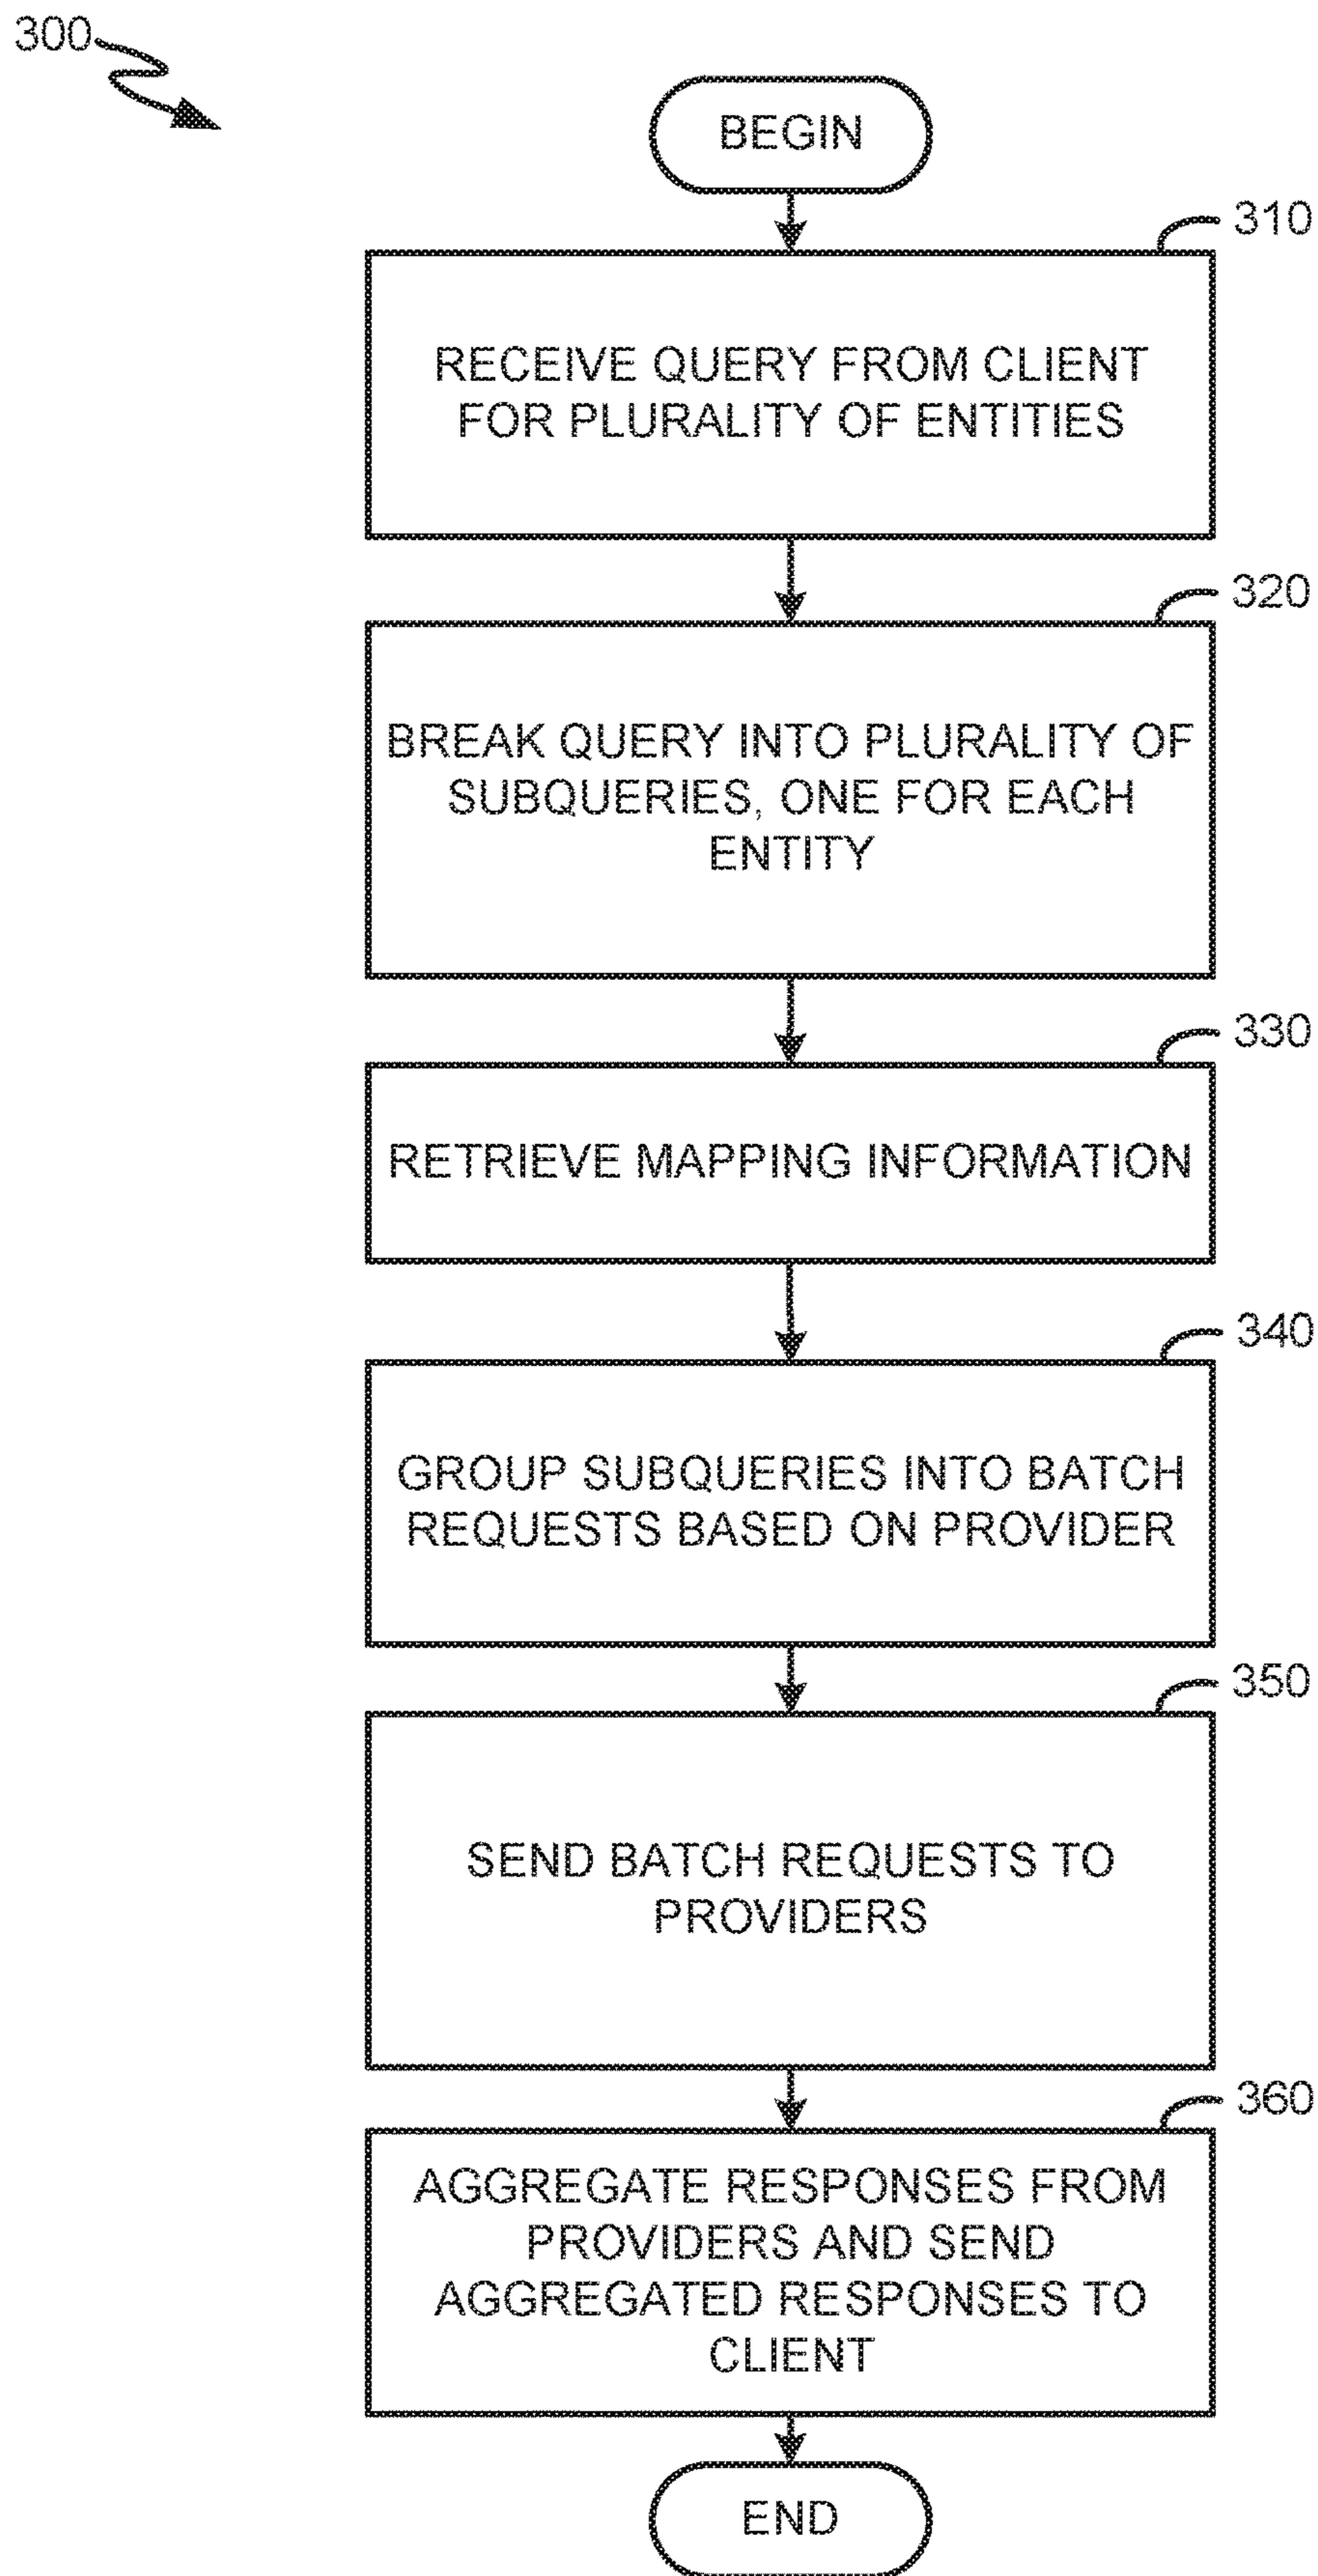 300
BEGIN
310
RECEIVE QUERY FROM CLIENT
FOR PLURALITY OF ENTITIES
320
BREAK QUERY INTO PLURALITY OF
SUBQUERIES, ONE FOR EACH
ENTITY
330
RETRIEVE MAPPING INFORMATION
340
GROUP SUBQUERIES INTO BATCH
REQUESTS BASED ON PROVIDER
350
SEND BATCH REQUESTS TO
PROVIDERS
360
AGGREGATE RESPONSES FROM
PROVIDERS AND SEND
AGGREGATED RESPONSES TO
CLIENT
END